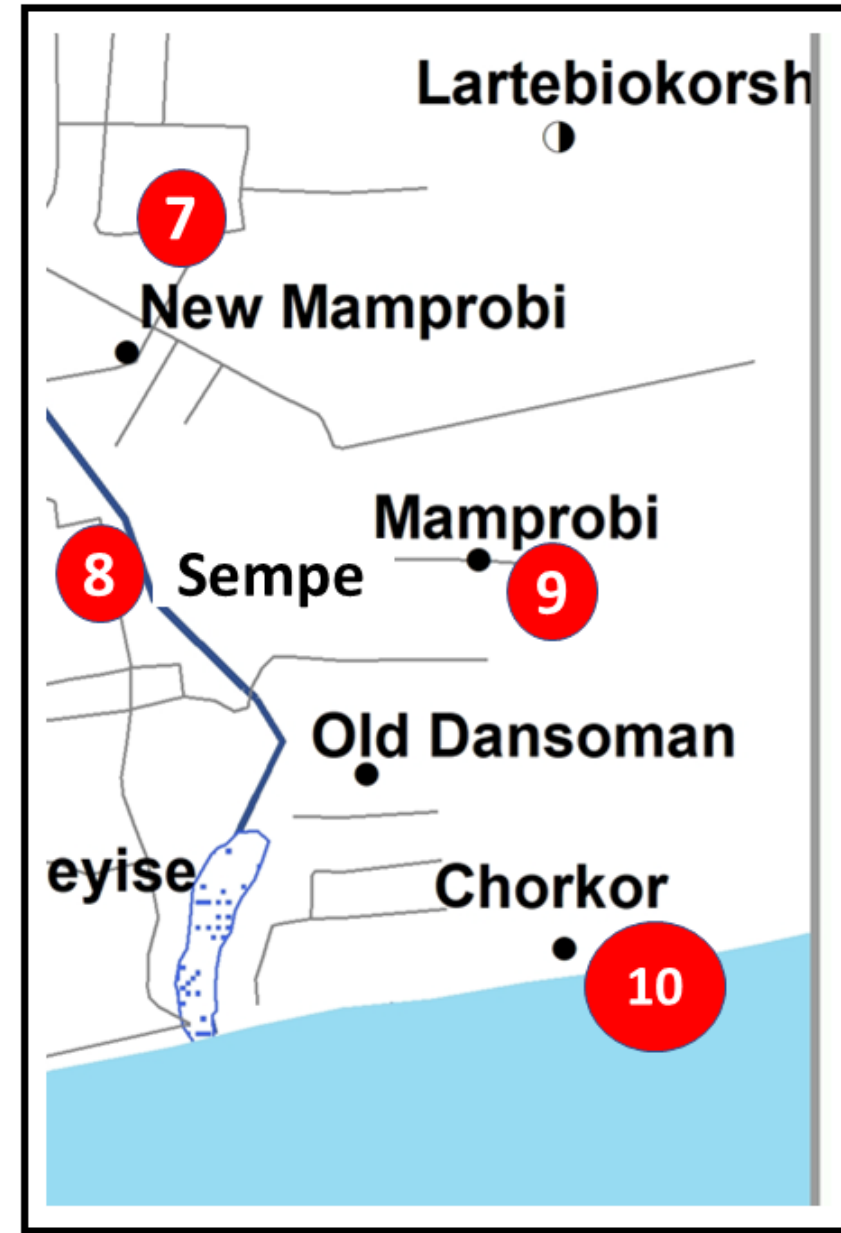 Lartebiokorsh
7
New Mamprobi
Mamprobi
8
Sempe
9
Old Dansoman
eyise
Chorkor
10